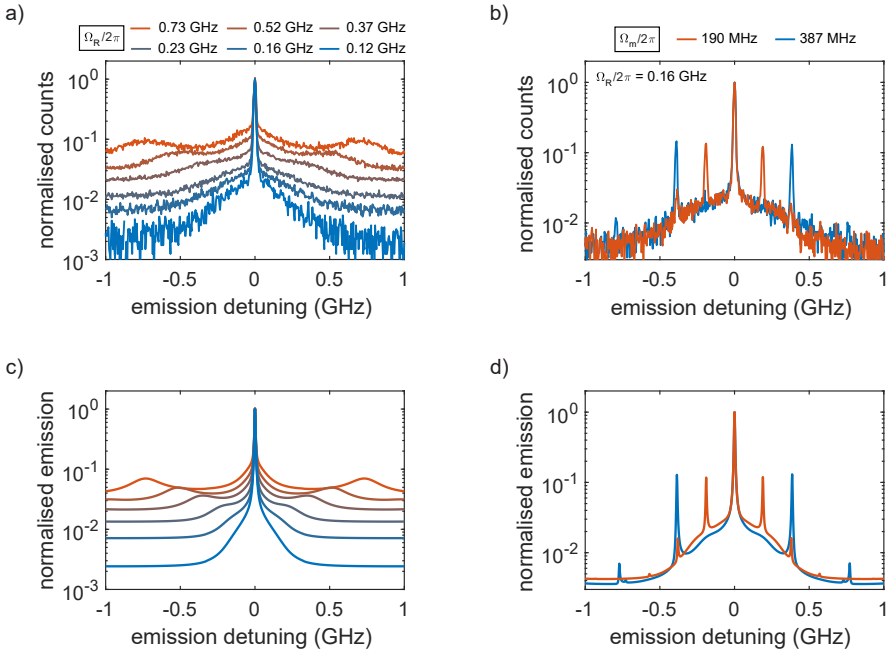 a)
Ω_R/2π 0.73 GHz 0.52 GHz 0.37 GHz
0.23 GHz 0.16 GHz 0.12 GHz
normalised counts
10^0
10^-1
10^-2
10^-3
-1 -0.5 0 0.5 1
emission detuning (GHz)
b)
Ω_m/2π 190 MHz 387 MHz
Ω_R/2π = 0.16 GHz
normalised counts
10^0
10^-1
10^-2
-1 -0.5 0 0.5 1
emission detuning (GHz)
c)
normalised emission
10^0
10^-1
10^-2
10^-3
-1 -0.5 0 0.5 1
emission detuning (GHz)
d)
normalised emission
10^0
10^-1
10^-2
-1 -0.5 0 0.5 1
emission detuning (GHz)